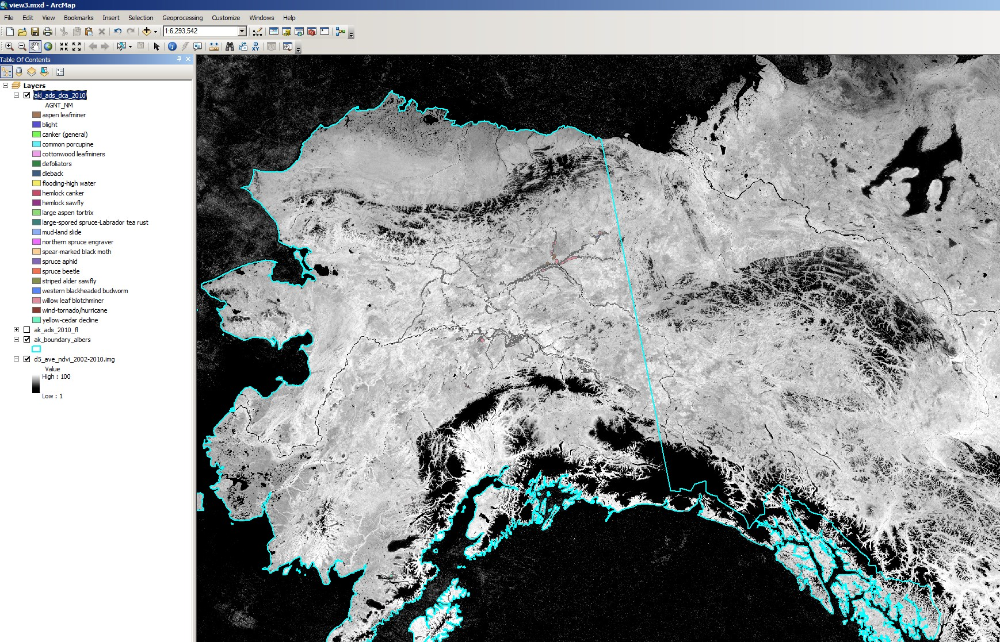 view3.mxd - ArcMap
File Edit View Bookmarks Insert Selection Geoprocessing Customize Windows Help
1:6,293,542
XY
Table Of Contents
Layers
akl_ads_dca_2010
AGNT_NM
aspen leafminer
blight
canker (general)
common porcupine
cottonwood leafminers
defoliators
dieback
flooding-high water
hemlock canker
hemlock sawfly
large aspen tortrix
large-spored spruce-Labrador tea rust
mud-land slide
northern spruce engraver
spear-marked black moth
spruce aphid
spruce beetle
striped alder sawfly
western blackheaded budworm
willow leaf blotchminer
wind-tornado/hurricane
yellow-cedar decline
ak_ads_2010_fl
ak_boundary_albers
d5_ave_ndvi_2002-2010.img
Value
High : 100
Low : 1